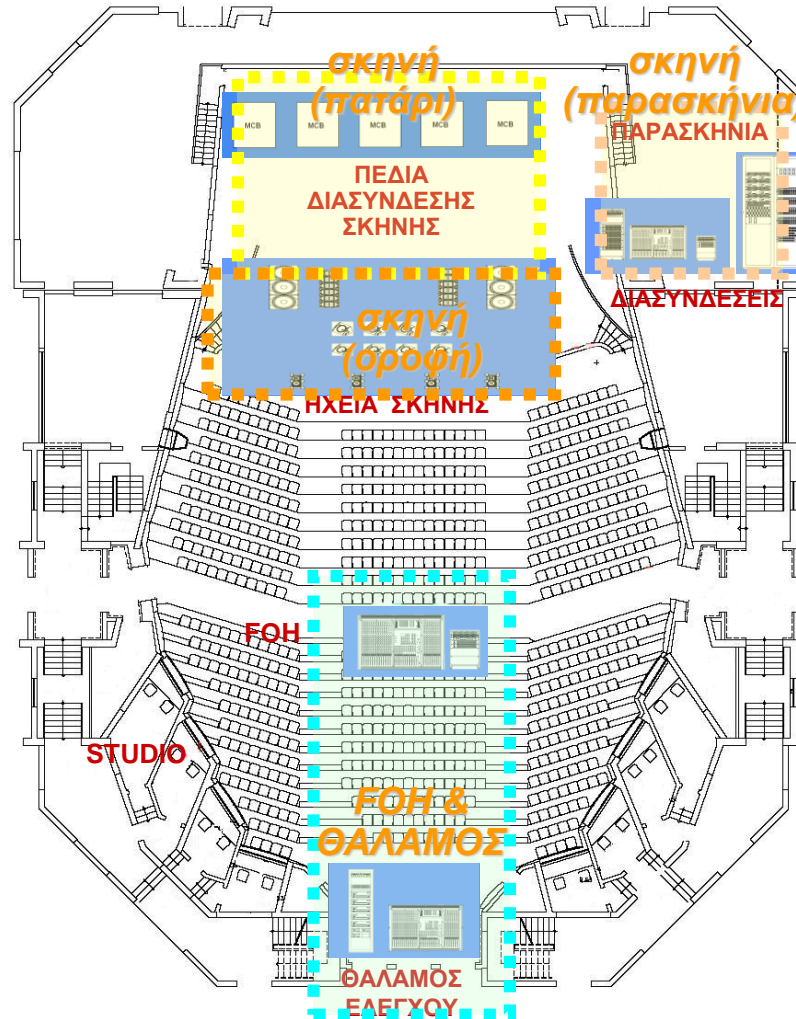 σκηνή
(πατάρι)
σκηνή
(παρασκήνια)
ΠΑΡΑΣΚΗΝΙΑ
MCB MCB MCB MCB MCB
ΠΕΔΙΑ
ΔΙΑΣΥΝΔΕΣΗΣ
ΣΚΗΝΗΣ
ΔΙΑΣΥΝΔΕΣΕΙΣ
σκηνή
(οροφή)
ΗΧΕΙΑ ΣΚΗΝΗΣ
FOH
STUDIO
FOH &
ΘΑΛΑΜΟΣ
ΘΑΛΑΜΟΣ
ΕΛΕΓΧΟΥ